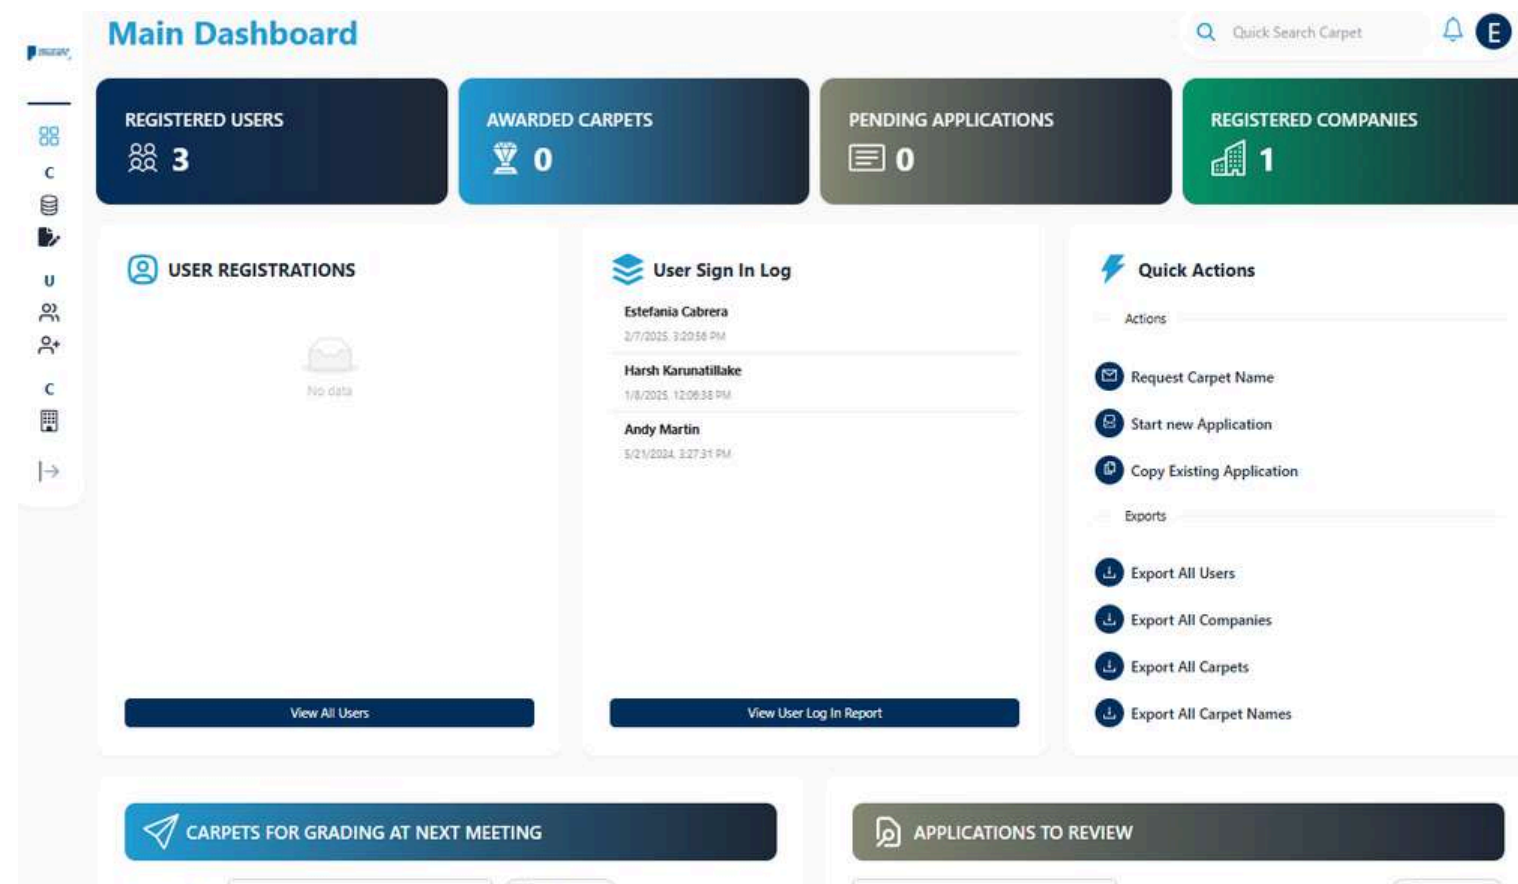 Main Dashboard
Quick Search Carpet
E
REGISTERED USERS
3
AWARDED CARPETS
0
PENDING APPLICATIONS
0
REGISTERED COMPANIES
1
C
U
C
USER REGISTRATIONS
No data
View All Users
User Sign In Log
Estefania Cabrera
2/7/2025, 3:20:56 PM
Harsh Karunatillake
1/8/2025, 12:06:38 PM
Andy Martin
5/21/2024, 3:27:31 PM
View User Log In Report
Quick Actions
Actions
Request Carpet Name
Start new Application
Copy Existing Application
Exports
Export All Users
Export All Companies
Export All Carpets
Export All Carpet Names
CARPETS FOR GRADING AT NEXT MEETING
APPLICATIONS TO REVIEW